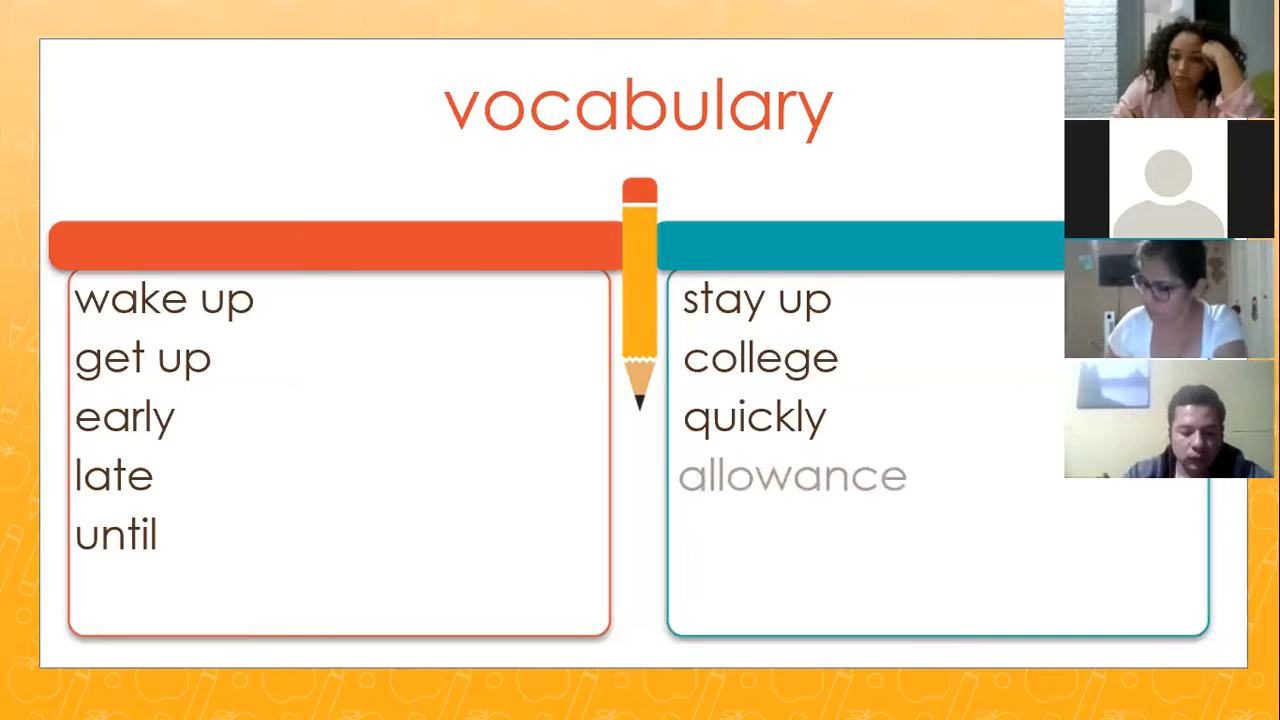 vocabulary
wake up
get up
early
late
until
stay up
college
quickly
allowance